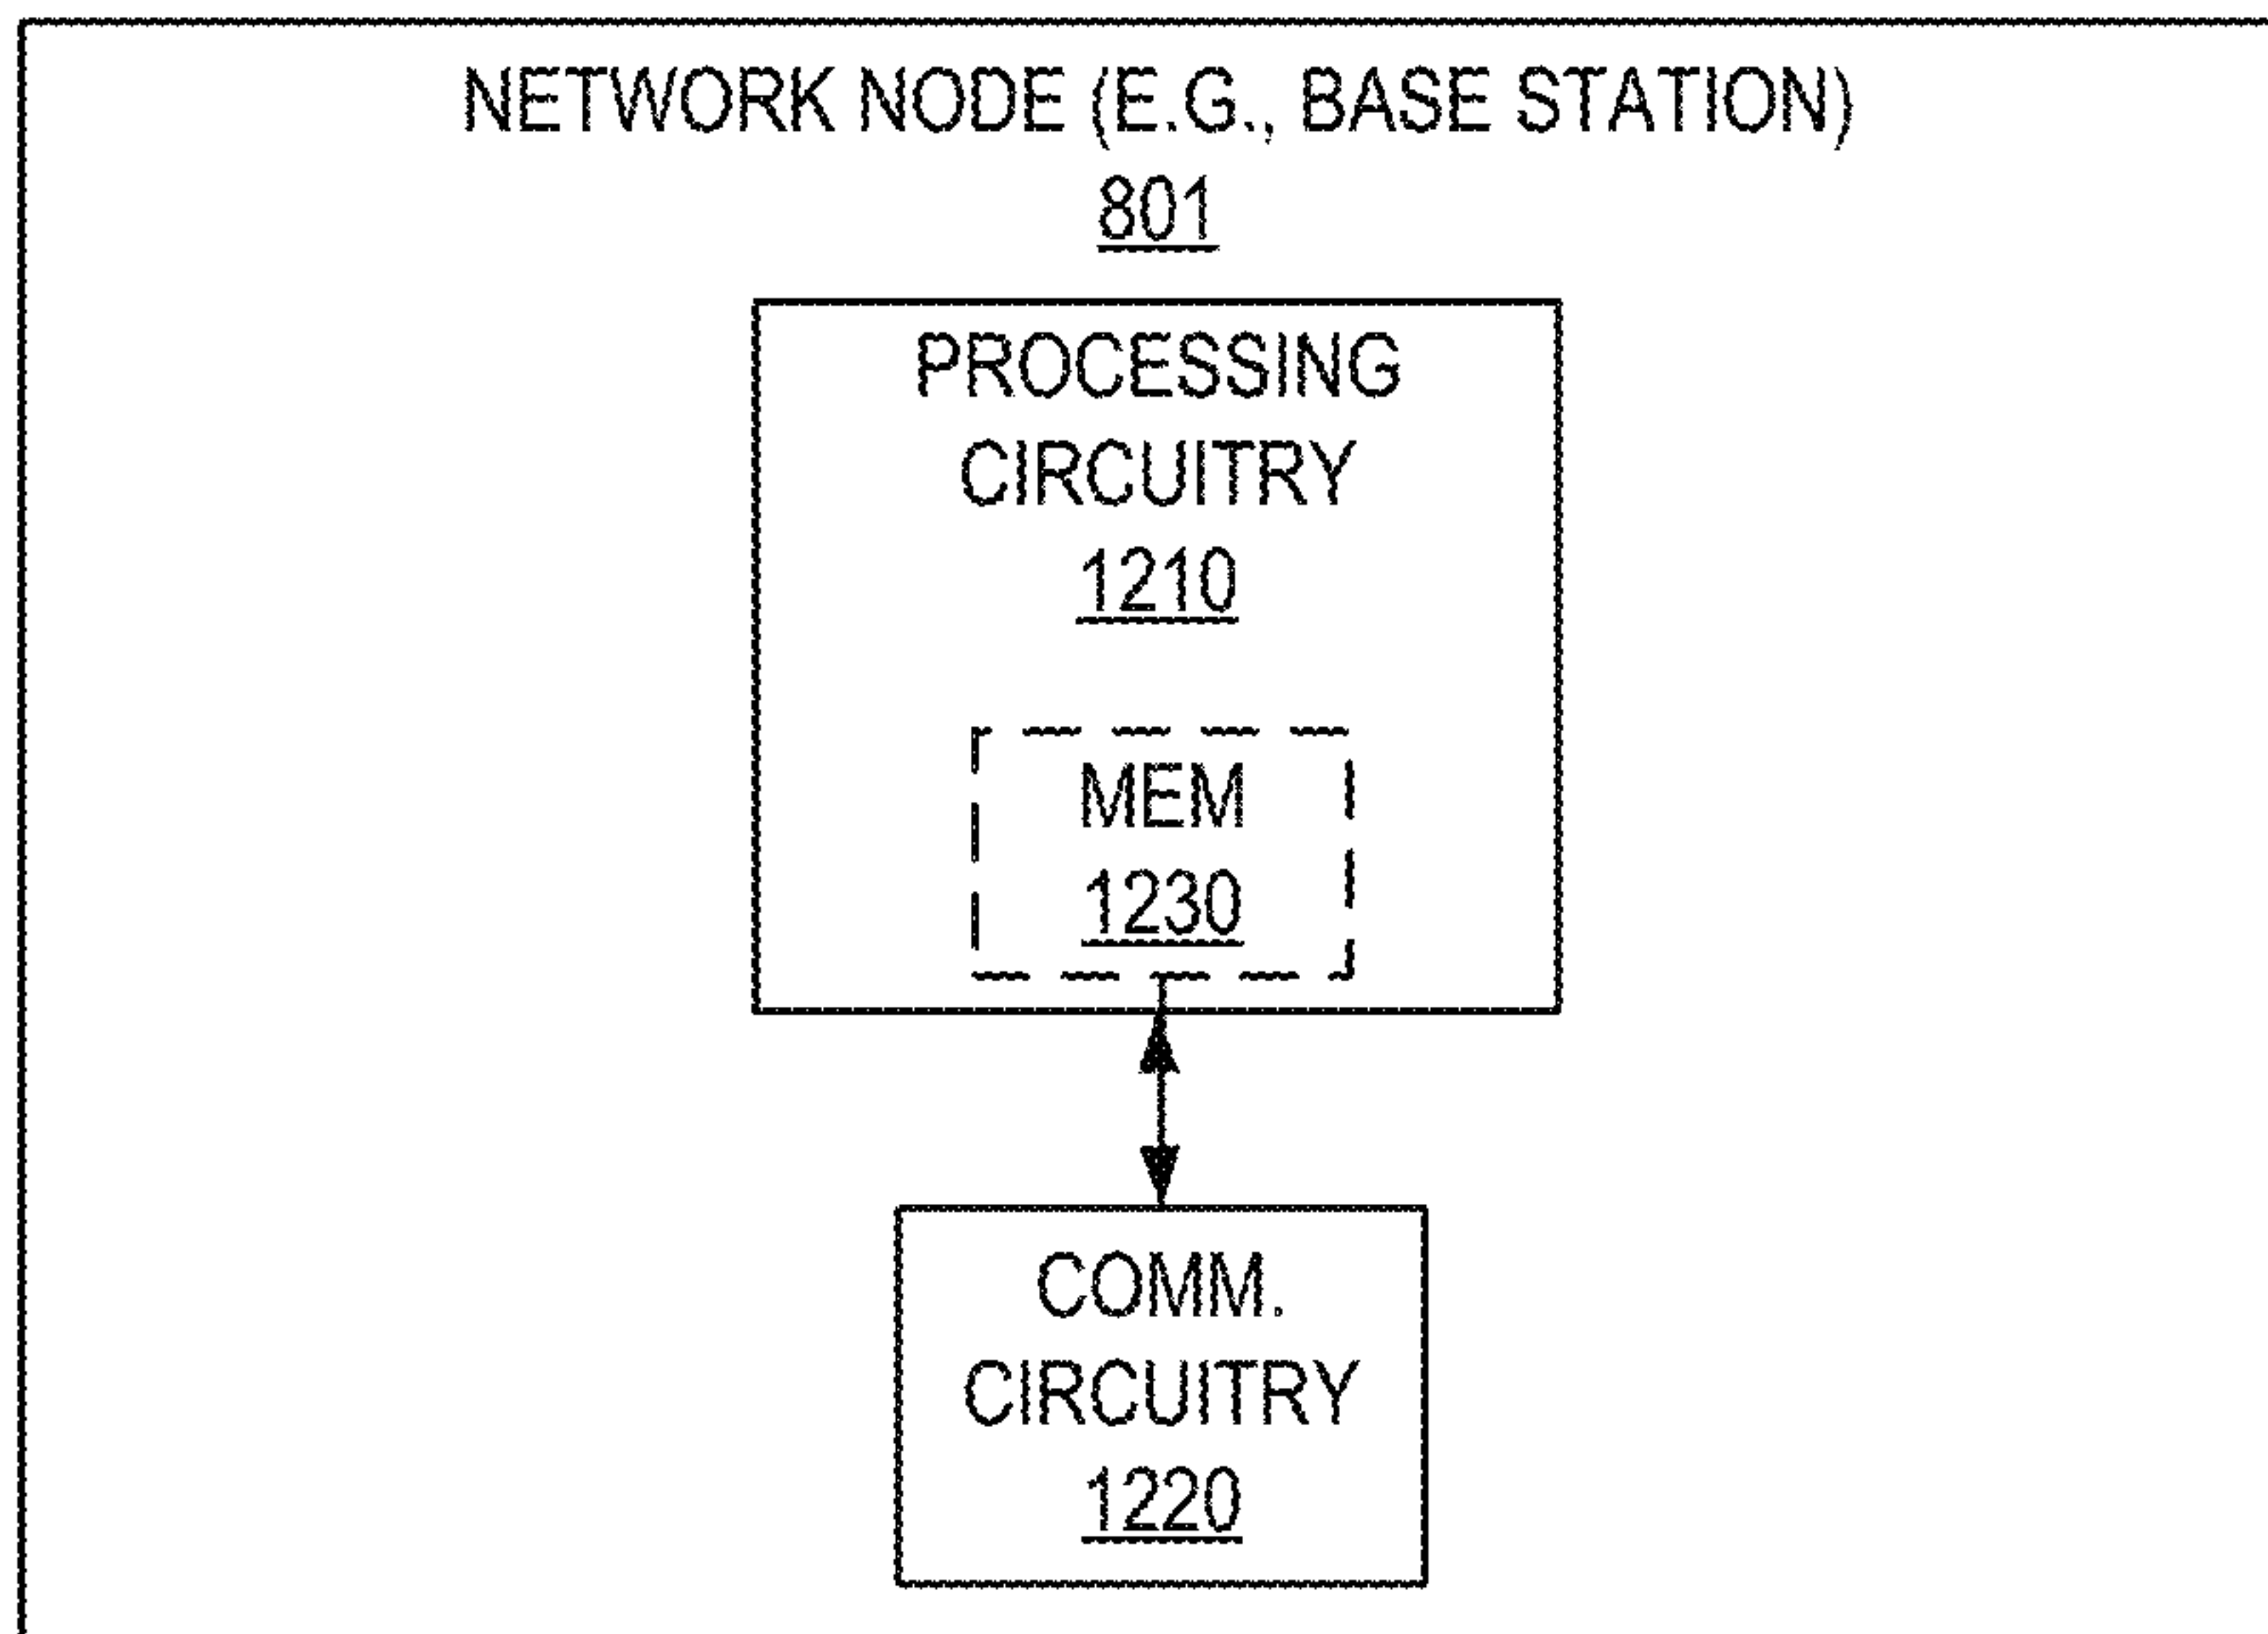 NETWORK NODE (E.G., BASE STATION)
801
PROCESSING
CIRCUITRY
1210
MEM
1230
COMM.
CIRCUITRY
1220